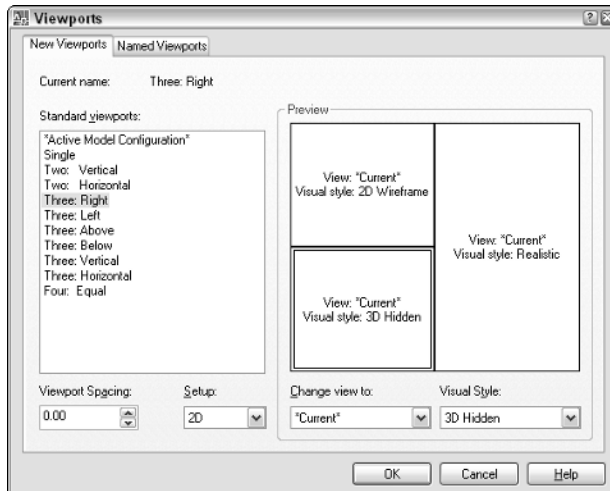 Viewports
New Viewports
Named Viewports
Current name: Three: Right
Standard viewports:
*Active Model Configuration*
Single
Two: Vertical
Two: Horizontal
Three: Right
Three: Left
Three: Above
Three: Below
Three: Vertical
Three: Horizontal
Four: Equal
Preview
View: *Current*
Visual style: 2D Wireframe
View: *Current*
Visual style: 3D Hidden
View: *Current*
Visual style: Realistic
Viewport Spacing:
0.00
Setup:
2D
Change view to:
*Current*
Visual Style:
3D Hidden
OK
Cancel
Help